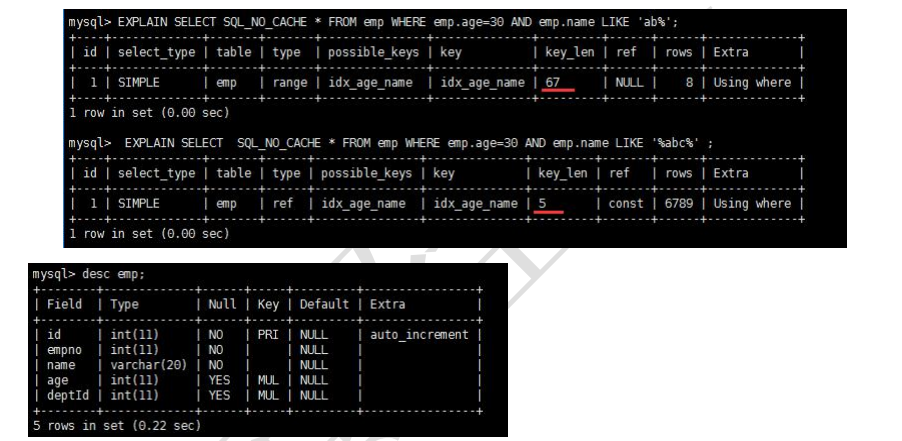 mysql> EXPLAIN SELECT SQL_NO_CACHE * FROM emp WHERE emp.age=30 AND emp.name LIKE 'ab%';
+----+-------------+-------+-------+---------------+--------------+---------+------+------+-------------+
| id | select_type | table | type | possible_keys | key | key_len | ref | rows | Extra |
+----+-------------+-------+-------+---------------+--------------+---------+------+------+-------------+
| 1 | SIMPLE | emp | range | idx_age_name | idx_age_name | 67 | NULL | 8 | Using where |
+----+-------------+-------+-------+---------------+--------------+---------+------+------+-------------+
1 row in set (0.00 sec)
mysql> EXPLAIN SELECT SQL_NO_CACHE * FROM emp WHERE emp.age=30 AND emp.name LIKE '%abc%' ;
+----+-------------+-------+------+---------------+--------------+---------+-------+------+-------------+
| id | select_type | table | type | possible_keys | key | key_len | ref | rows | Extra |
+----+-------------+-------+------+---------------+--------------+---------+-------+------+-------------+
| 1 | SIMPLE | emp | ref | idx_age_name | idx_age_name | 5 | const | 6789 | Using where |
+----+-------------+-------+------+---------------+--------------+---------+-------+------+-------------+
1 row in set (0.00 sec)
mysql> desc emp;
+--------+-------------+------+-----+---------+----------------+
| Field | Type | Null | Key | Default | Extra |
+--------+-------------+------+-----+---------+----------------+
| id | int(11) | NO | PRI | NULL | auto_increment |
| empno | int(11) | NO | | NULL | |
| name | varchar(20) | NO | | NULL | |
| age | int(11) | YES | MUL | NULL | |
| deptId | int(11) | YES | MUL | NULL | |
+--------+-------------+------+-----+---------+----------------+
5 rows in set (0.22 sec)